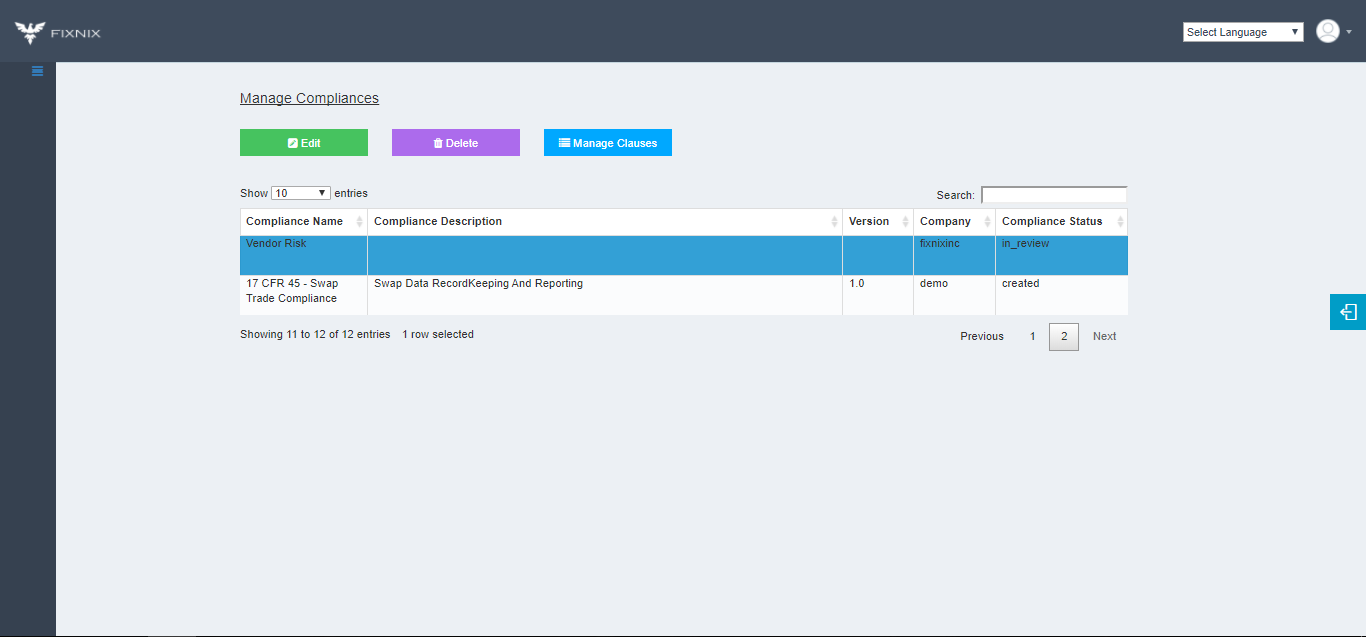 FIXNIX
Select Language
Manage Compliances
Edit
Delete
Manage Clauses
Show 10 entries
Search:
Compliance Name
Compliance Description
Version
Company
Compliance Status
Vendor Risk
fixnixinc
in_review
17 CFR 45 - Swap
Trade Compliance
Swap Data RecordKeeping And Reporting
1.0
demo
created
Showing 11 to 12 of 12 entries
1 row selected
Previous
1
2
Next